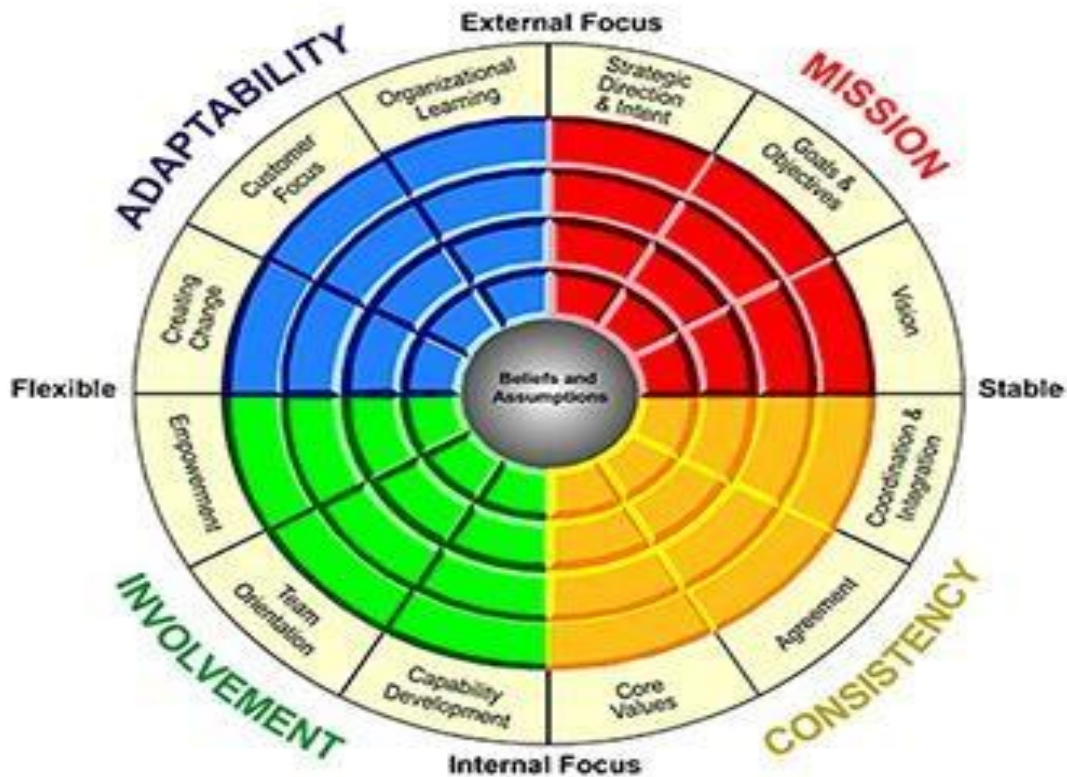 External Focus
ADAPTABILITY
MISSION
Organizational
Learning
Strategic
Direction
& Intent
Customer
Focus
Goals &
Objectives
Creating
Change
Vision
Flexible
Beliefs and
Assumptions
Stable
Empowerment
Coordination &
Integration
Team
Orientation
Agreement
Capability
Development
Core
Values
INVOLVEMENT
CONSISTENCY
Internal Focus